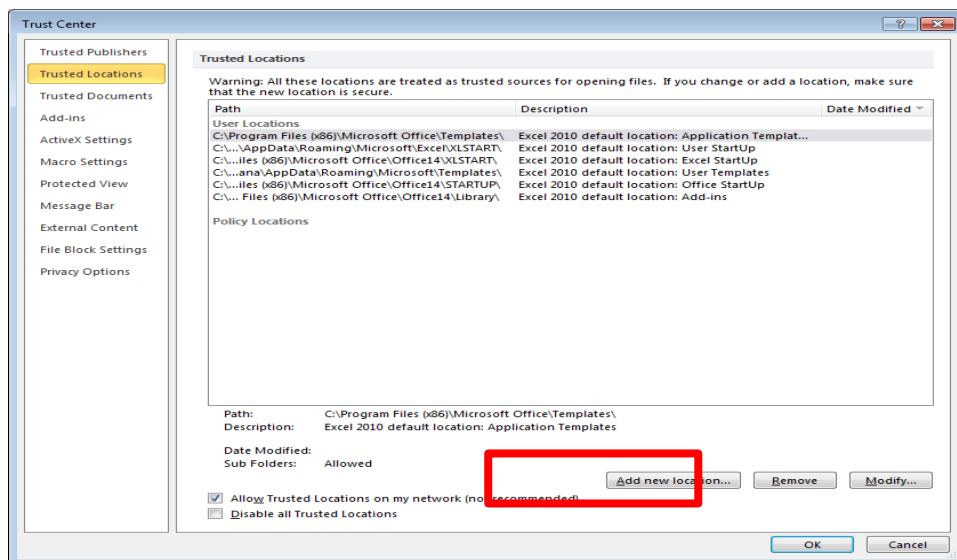 Trust Center
Trusted Publishers
Trusted Locations
Trusted Documents
Add-ins
ActiveX Settings
Macro Settings
Protected View
Message Bar
External Content
File Block Settings
Privacy Options
Trusted Locations
Warning: All these locations are treated as trusted sources for opening files. If you change or add a location, make sure
that the new location is secure.
Path Description Date Modified
User Locations
C:\Program Files (x86)\Microsoft Office\Templates\ Excel 2010 default location: Application Templat...
C:\...\AppData\Roaming\Microsoft\Excel\XLSTART\ Excel 2010 default location: User StartUp
C:\...iles (x86)\Microsoft Office\Office14\XLSTART\ Excel 2010 default location: Excel StartUp
C:\...ana\AppData\Roaming\Microsoft\Templates\ Excel 2010 default location: User Templates
C:\...iles (x86)\Microsoft Office\Office14\STARTUP\ Excel 2010 default location: Office StartUp
C:\... Files (x86)\Microsoft Office\Office14\Library\ Excel 2010 default location: Add-ins
Policy Locations
Path: C:\Program Files (x86)\Microsoft Office\Templates\
Description: Excel 2010 default location: Application Templates
Date Modified:
Sub Folders: Allowed
Add new location... Remove Modify...
Allow Trusted Locations on my network (not recommended)
Disable all Trusted Locations
OK Cancel